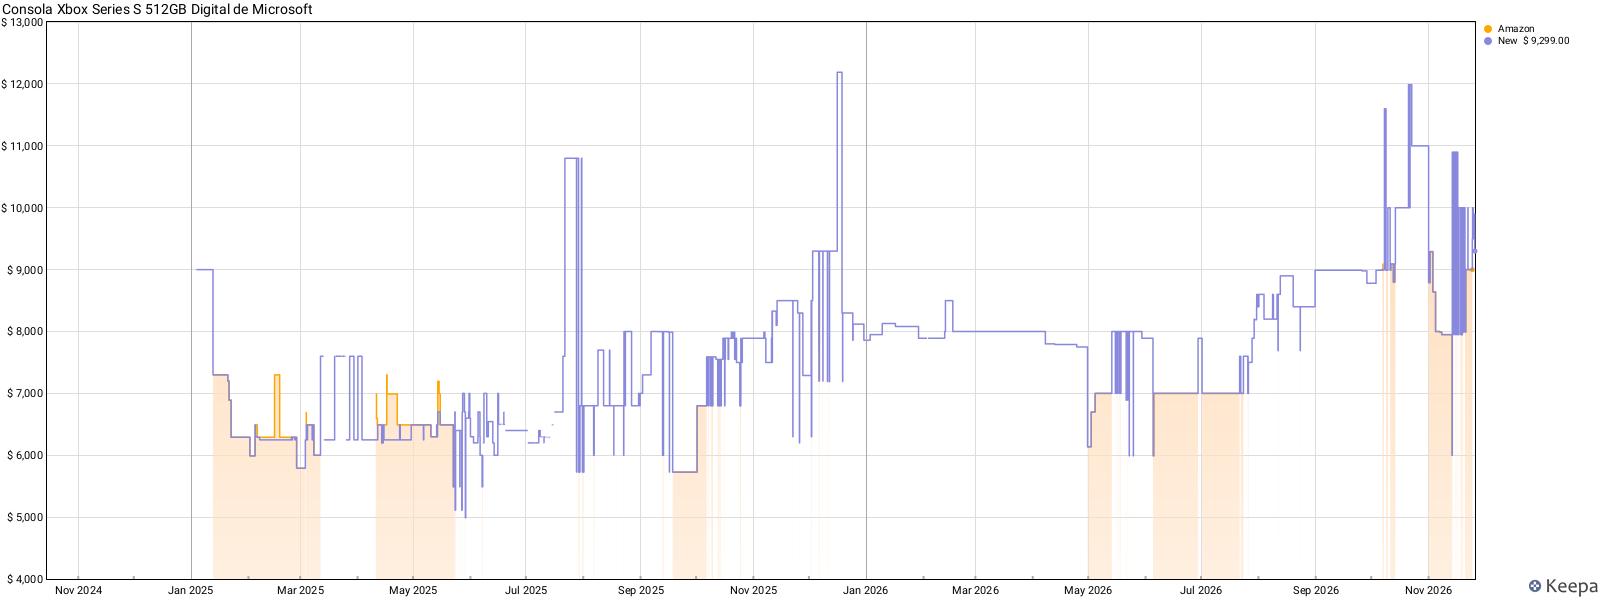 Consola Xbox Series S 512GB Digital de Microsoft
$ 13,000
$ 12,000
$ 11,000
$ 10,000
$ 9,000
$ 8,000
$ 7,000
$ 6,000
$ 5,000
$ 4,000
Nov 2024
Jan 2025
Mar 2025
May 2025
Jul 2025
Sep 2025
Nov 2025
Jan 2026
Mar 2026
May 2026
Jul 2026
Sep 2026
Nov 2026
Amazon
New $ 9,299.00
Keepa